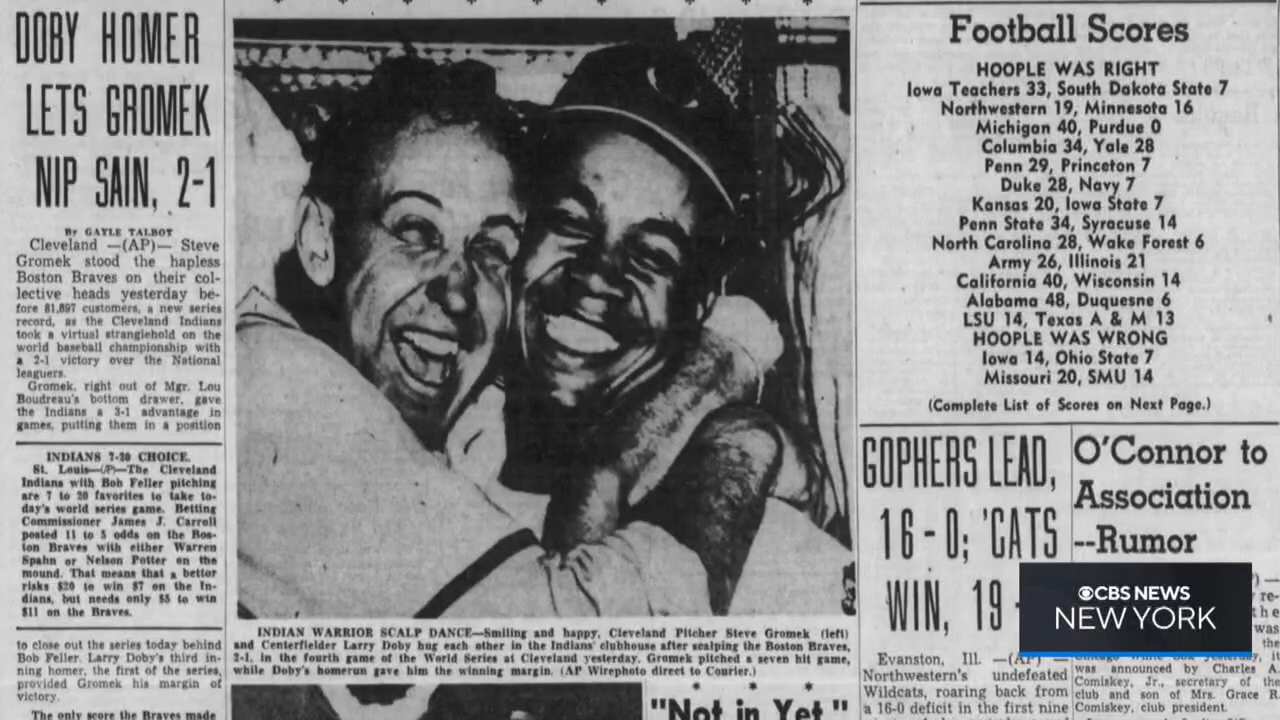 DOBY HOMER
LETS GROMEK
NIP SAIN, 2-1
By GAYLE TALBOT
Cleveland —(AP)— Steve
Gromek stood the hapless
Boston Braves on their col-
lective heads yesterday be-
fore 81,897 customers, a new series
record, as the Cleveland Indians
took a virtual stranglehold on the
world baseball championship with
a 2-1 victory over the National
leaguers.
Gromek, right out of Mgr. Lou
Boudreau's bottom drawer, gave
the Indians a 3-1 advantage in
games, putting them in a position
INDIANS 7-20 CHOICE.
St. Louis—(AP)—The Cleveland
Indians with Bob Feller pitching
are 7 to 20 favorites to take to-
day's world series game. Betting
Commissioner James J. Carroll
posted 11 to 5 odds on the Bos-
ton Braves with either Warren
Spahn or Nelson Potter on the
mound. That means that a bettor
risks $20 to win $7 on the In-
dians, but needs only $5 to win
$11 on the Braves.
to close out the series today behind
Bob Feller. Larry Doby's third in-
ning homer, the first of the series,
provided Gromek his margin of
victory.
The only score the Braves made
INDIAN WARRIOR SCALP DANCE—Smiling and happy, Cleveland Pitcher Steve Gromek (left)
and Centerfielder Larry Doby hug each other in the Indians' clubhouse after scalping the Boston Braves,
2-1, in the fourth game of the World Series at Cleveland yesterday. Gromek pitched a seven hit game,
while Doby's homerun gave him the winning margin. (AP Wirephoto direct to Courier.)
"Not in Yet"
Football Scores
HOOPLE WAS RIGHT
Iowa Teachers 33, South Dakota State 7
Northwestern 19, Minnesota 16
Michigan 40, Purdue 0
Columbia 34, Yale 28
Penn 29, Princeton 7
Duke 28, Navy 7
Kansas 20, Iowa State 7
Penn State 34, Syracuse 14
North Carolina 28, Wake Forest 6
Army 26, Illinois 21
California 40, Wisconsin 14
Alabama 48, Duquesne 6
LSU 14, Texas A & M 13
HOOPLE WAS WRONG
Iowa 14, Ohio State 7
Missouri 20, SMU 14
(Complete List of Scores on Next Page.)
GOPHERS LEAD,
16-0; 'CATS
WIN, 19-
Evanston, Ill. —(AP)—
Northwestern's undefeated
Wildcats, roaring back from
a 16-0 deficit in the first nine
O'Connor to
Association
--Rumor
re-
the
was
the
Chicago White Sox yesterday, it
was announced by Charles A.
Comiskey, Jr., secretary of the
club and son of Mrs. Grace R.
Comiskey, club president.
CBS NEWS
NEW YORK